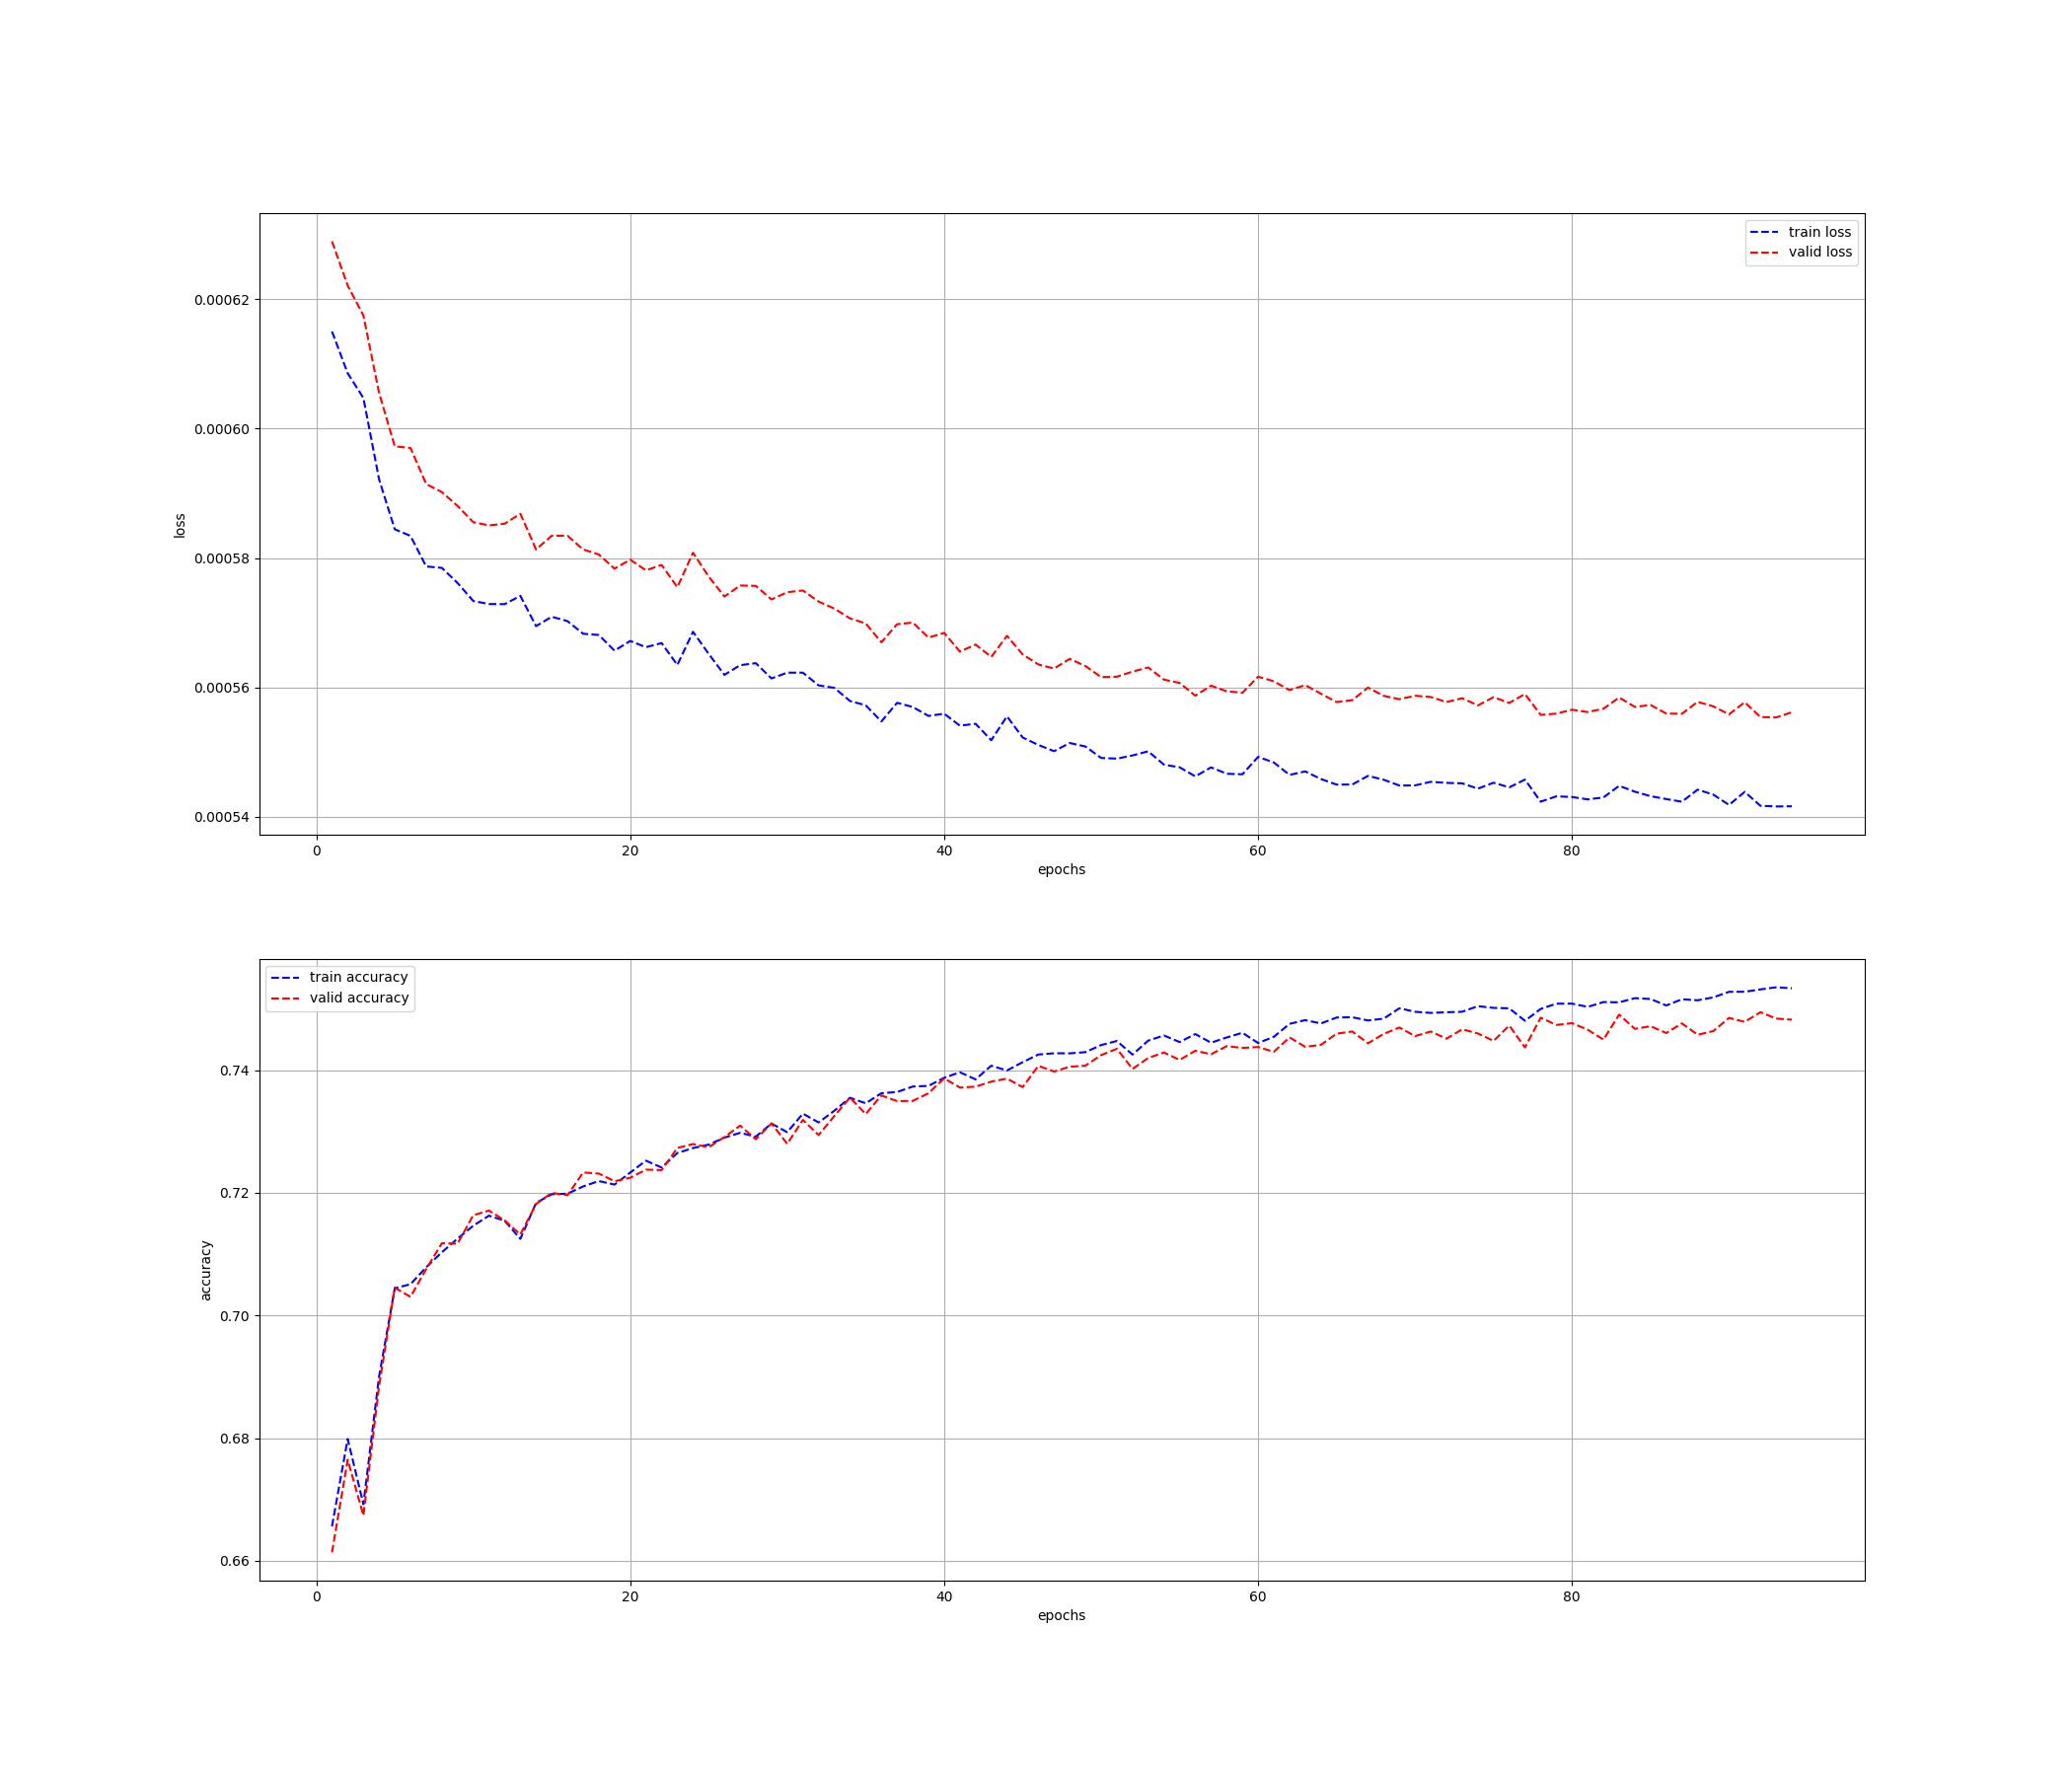 train loss
valid loss
0.00062
0.00060
0.00058
0.00056
0.00054
loss
0 20 40 60 80
epochs
train accuracy
valid accuracy
0.74
0.72
0.70
0.68
0.66
accuracy
0 20 40 60 80
epochs